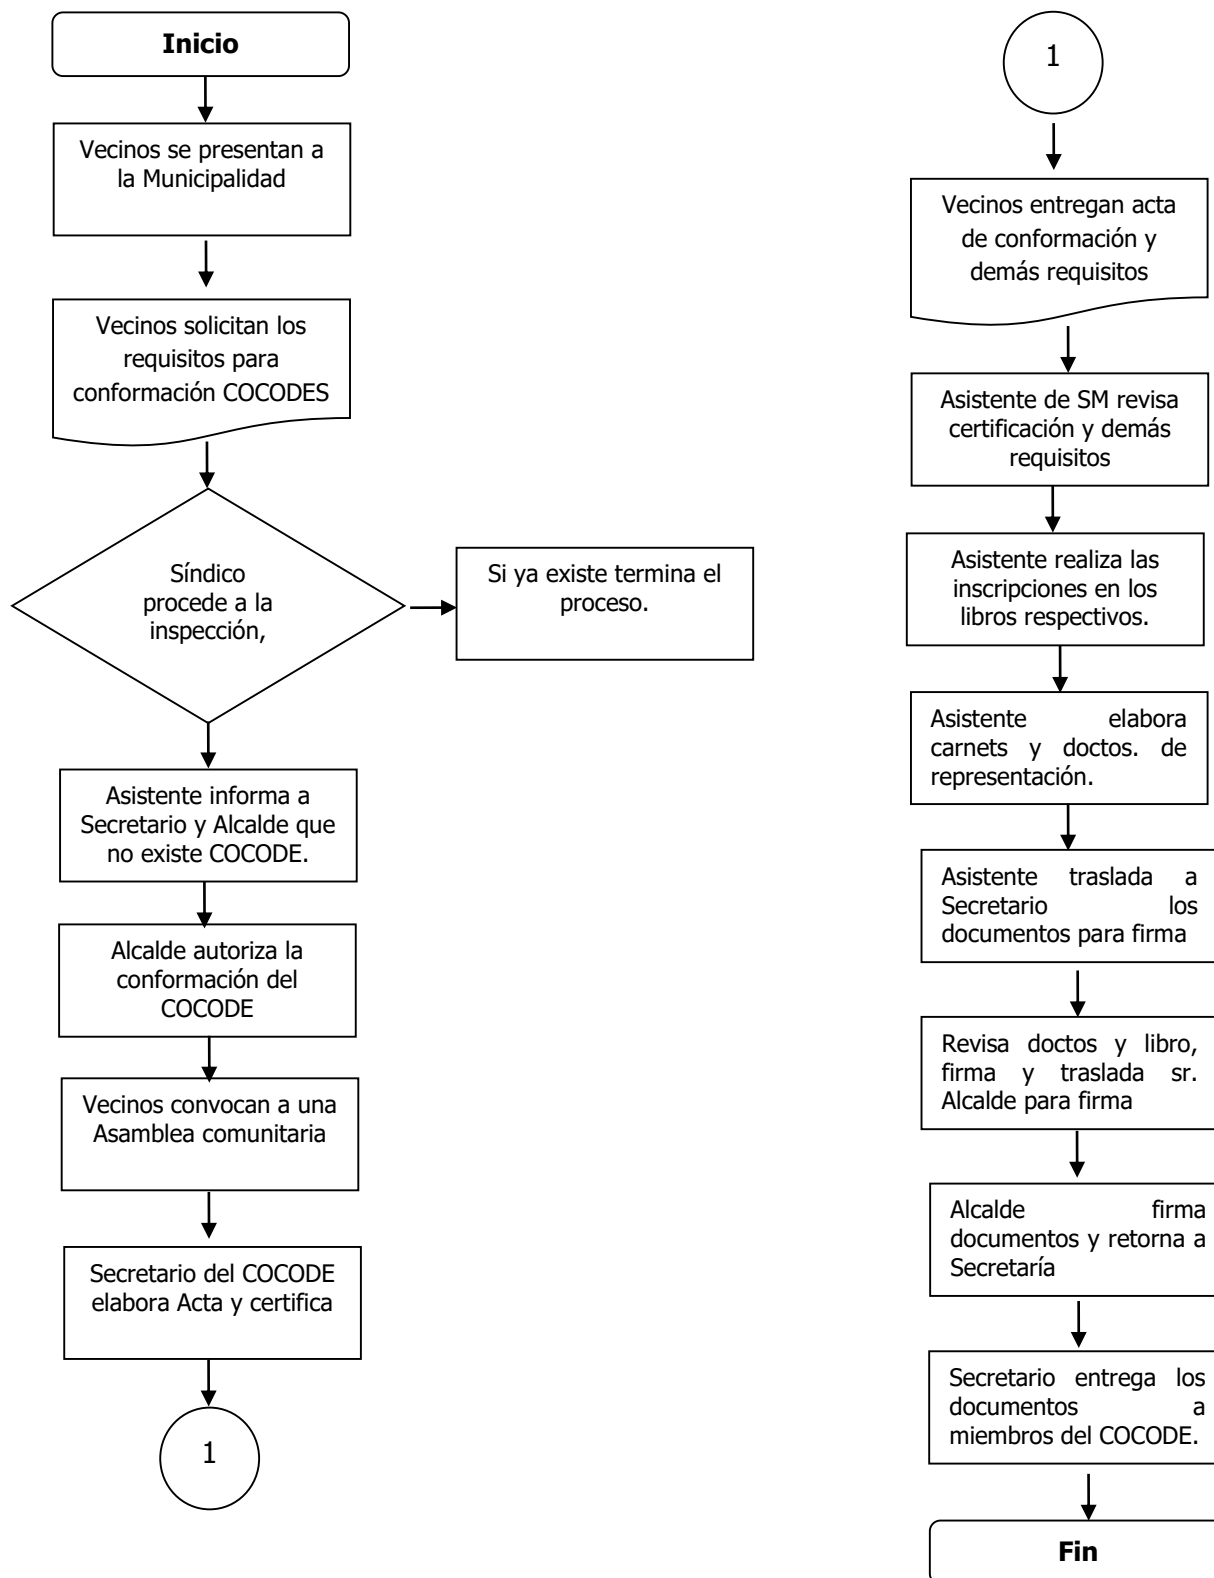 Inicio
Vecinos se presentan a
la Municipalidad
Vecinos solicitan los
requisitos para
conformación COCODES
Síndico
procede a la
inspección,
Si ya existe termina el
proceso.
Asistente informa a
Secretario y Alcalde que
no existe COCODE.
Alcalde autoriza la
conformación del
COCODE
Vecinos convocan a una
Asamblea comunitaria
Secretario del COCODE
elabora Acta y certifica
1
1
Vecinos entregan acta
de conformación y
demás requisitos
Asistente de SM revisa
certificación y demás
requisitos
Asistente realiza las
inscripciones en los
libros respectivos.
Asistente elabora
carnets y doctos. de
representación.
Asistente traslada a
Secretario los
documentos para firma
Revisa doctos y libro,
firma y traslada sr.
Alcalde para firma
Alcalde firma
documentos y retorna a
Secretaría
Secretario entrega los
documentos a
miembros del COCODE.
Fin